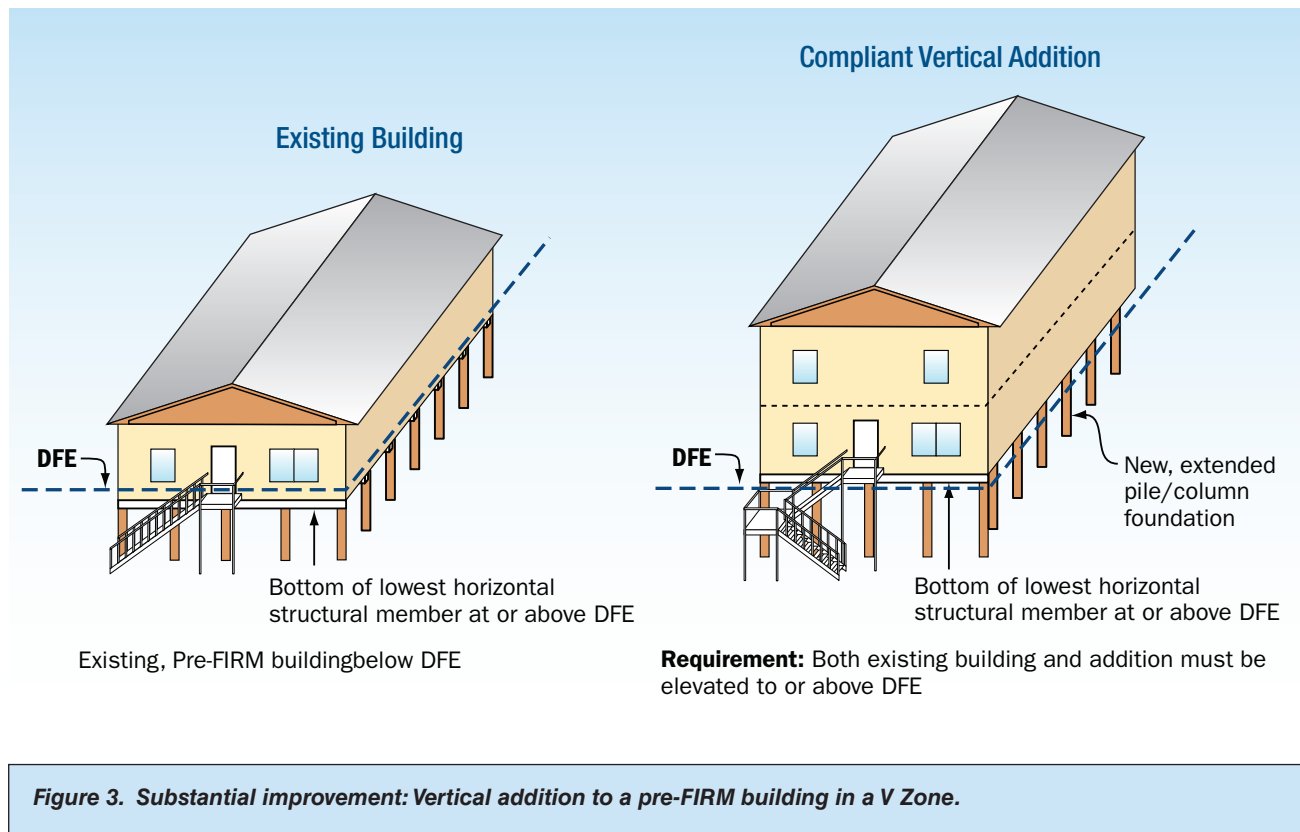 Existing Building
DFE
Bottom of lowest horizontal
structural member at or above DFE
Existing, Pre-FIRM buildingbelow DFE
Compliant Vertical Addition
DFE
New, extended
pile/column
foundation
Bottom of lowest horizontal
structural member at or above DFE
Requirement: Both existing building and addition must be
elevated to or above DFE
Figure 3. Substantial improvement: Vertical addition to a pre-FIRM building in a V Zone.